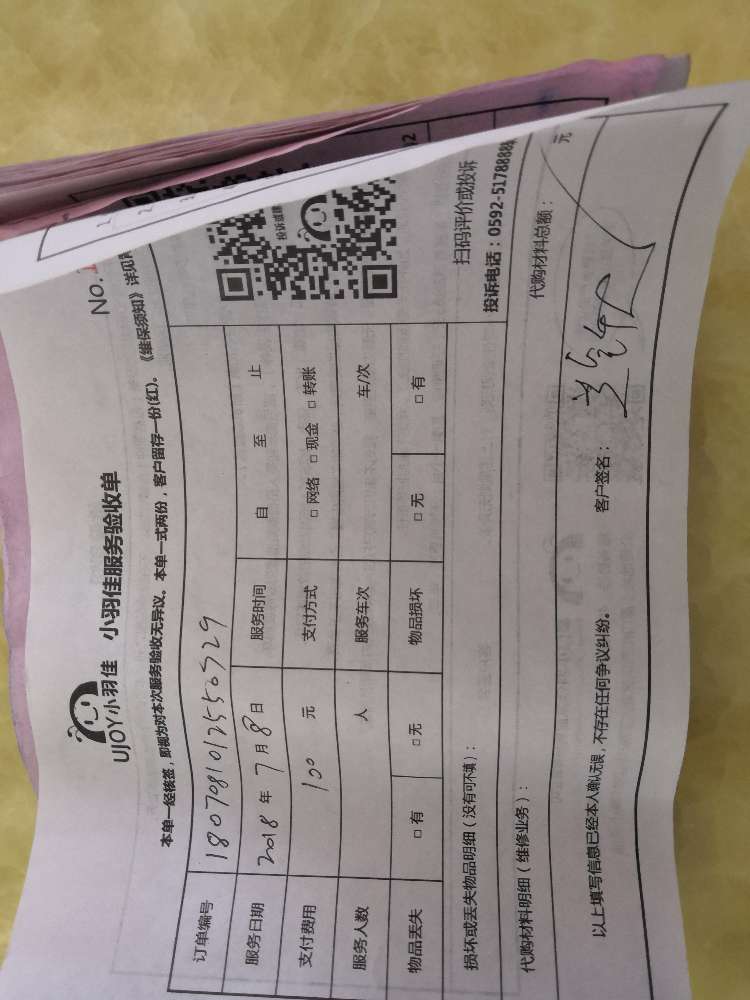 No.
UJOY小羽佳 小羽佳服务验收单
本单一经核签，即视为对本次服务验收无异议。本单一式两份，客户留存一份(红)。《维保须知》详见背
订单编号 180708101255
服务日期 2018 年 7 月 8 日 服务时间 自 至 止
支付费用 100 元 支付方式 □ 网络 □ 现金 □ 转账
服务人数 人 服务车次 车/次
物品丢失 □ 有 □ 无 物品损坏 □ 无 □ 有
投诉或建
扫码评价或投诉
投诉电话：0592-5178888
损坏或丢失物品明细（没有可不填）：
代购材料明细（维修业务）： 代购材料总额： 元
以上填写信息已经本人确认无误，不存在任何争议纠纷。 客户签名：